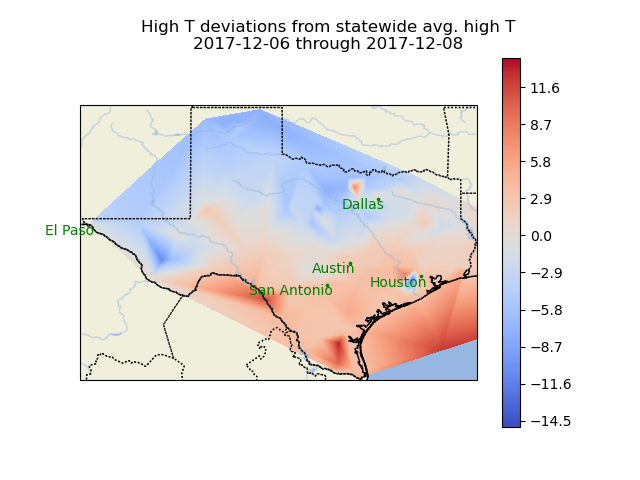 High T deviations from statewide avg. high T
2017-12-06 through 2017-12-08
11.6
8.7
Dallas
5.8
2.9
El Paso
0.0
Austin
Houston
−2.9
San Antonio
−5.8
−8.7
−11.6
−14.5